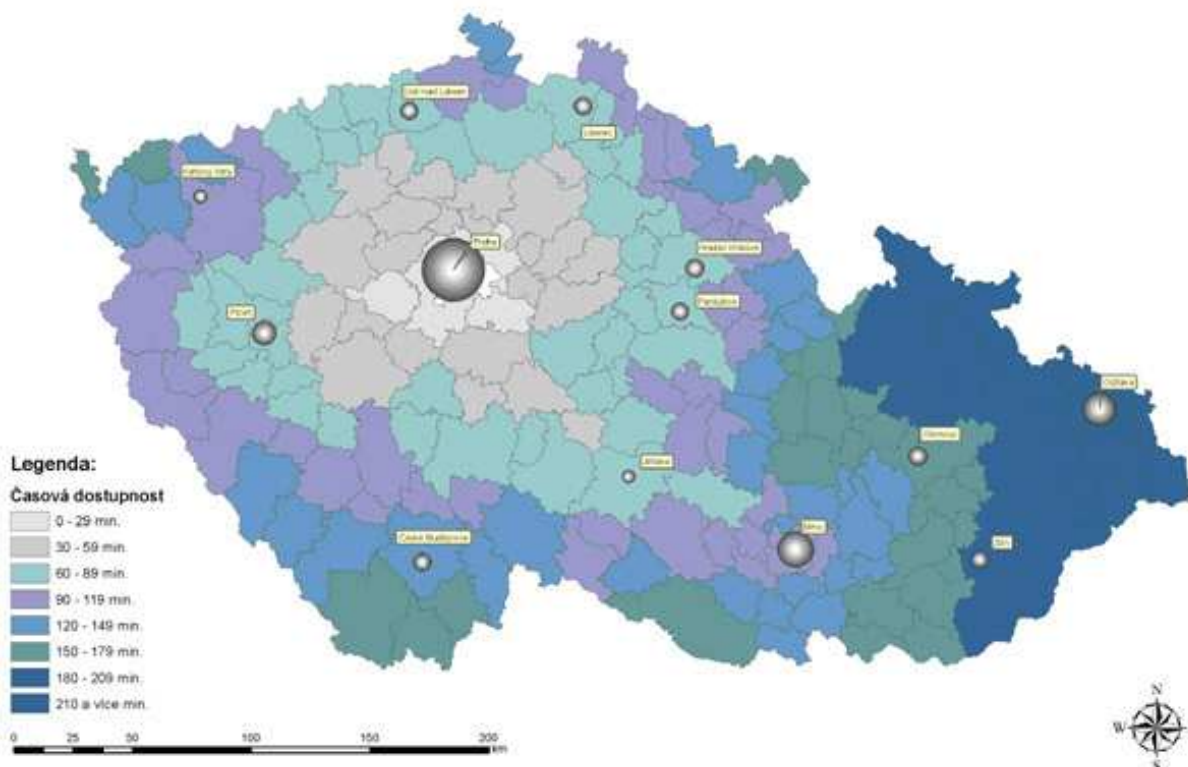 Ústí nad Labem
Liberec
Karlovy Vary
Praha
Hradec Králové
Pardubice
Plzeň
Ostrava
Olomouc
Jihlava
Brno
České Budějovice
Zlín
Legenda:
Časová dostupnost
0 - 29 min.
30 - 59 min.
60 - 89 min.
90 - 119 min.
120 - 149 min.
150 - 179 min.
180 - 209 min.
210 a více min.
0 25 50 100 150 200
km
N
W E
S